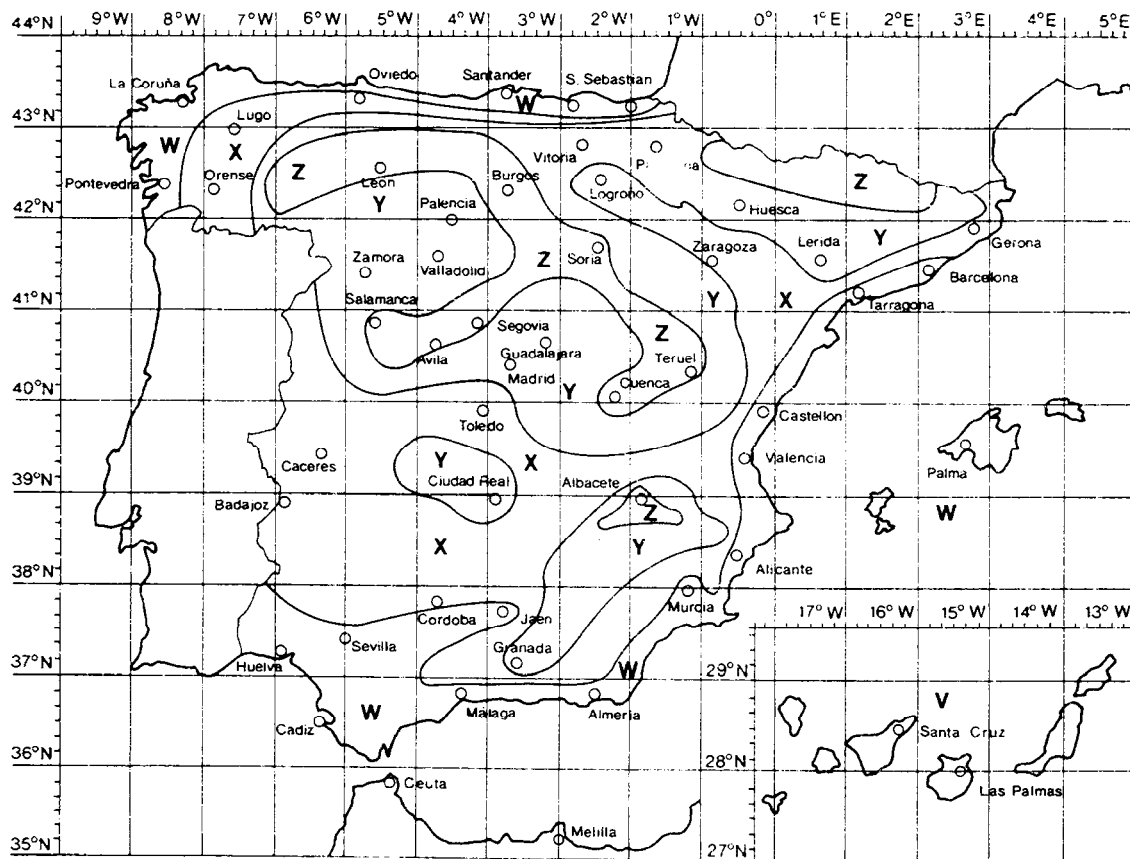 44°N 9°W 8°W 7°W 6°W 5°W 4°W 3°W 2°W 1°W 0° 1°E 2°E 3°E 4°E 5°E
La Coruña Oviedo Santander S. Sebastian
W
43°N
Lugo
W X
Vitoria
Z Z
Pontevedra Orense Leon Burgos Logroño
Huesca
42°N
Y Palencia
Y
Gerona
Zamora Valladolid Z Soria Zaragoza Lerida
Barcelona
41°N
Salamanca Y X Tarragona
Segovia Z
Avila Guadalajara Teruel
Madrid Y Cuenca
40°N
Toledo Castellon
Caceres Y X Valencia Palma
39°N
Ciudad Real Albacete
Badajoz Z W
X Y
Alicante
38°N
Murcia
Cordoba Jaen
Sevilla Granada
37°N
Huelva W
W
Cadiz Malaga Almeria
36°N
Ceuta
Melilla
35°N
17°W 16°W 15°W 14°W 13°W
29°N
V
Santa Cruz
28°N
Las Palmas
27°N